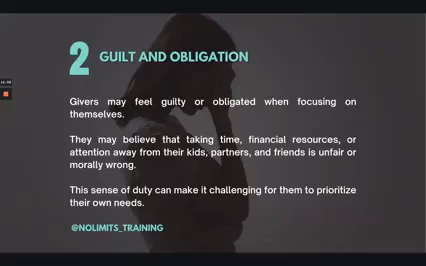 2 GUILT AND OBLIGATION
Givers may feel guilty or obligated when focusing on
themselves.
They may believe that taking time, financial resources, or
attention away from their kids, partners, and friends is unfair or
morally wrong.
This sense of duty can make it challenging for them to prioritize
their own needs.
@NOLIMITS_TRAINING